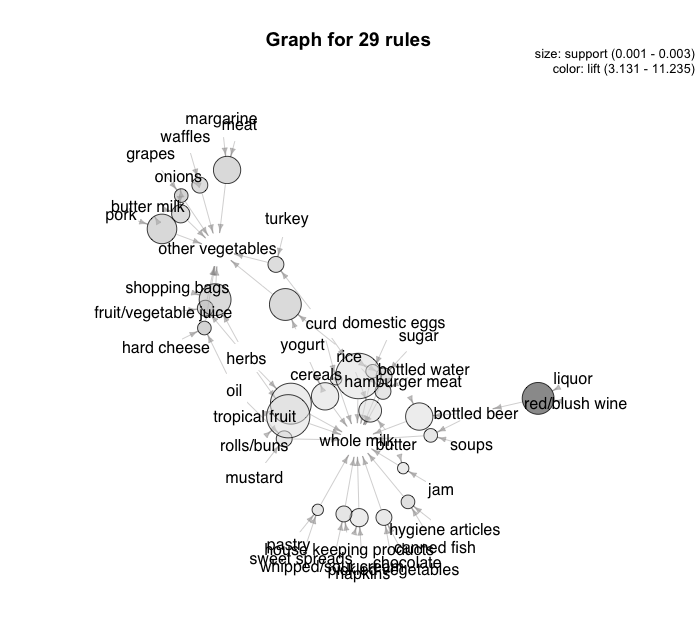 Graph for 29 rules
size: support (0.001 - 0.003)
color: lift (3.131 - 11.235)
margarine
meat
waffles
grapes
onions
butter milk
pork
turkey
other vegetables
shopping bags
fruit/vegetable juice
curd
domestic eggs
sugar
hard cheese
yogurt
herbs
rice
bottled water
cereals
hamburger meat
liquor
oil
red/blush wine
tropical fruit
bottled beer
whole milk
rolls/buns
butter
soups
mustard
jam
hygiene articles
pastry
house keeping products
canned fish
sweet spreads
chocolate
whipped/sour cream
pickled vegetables
napkins